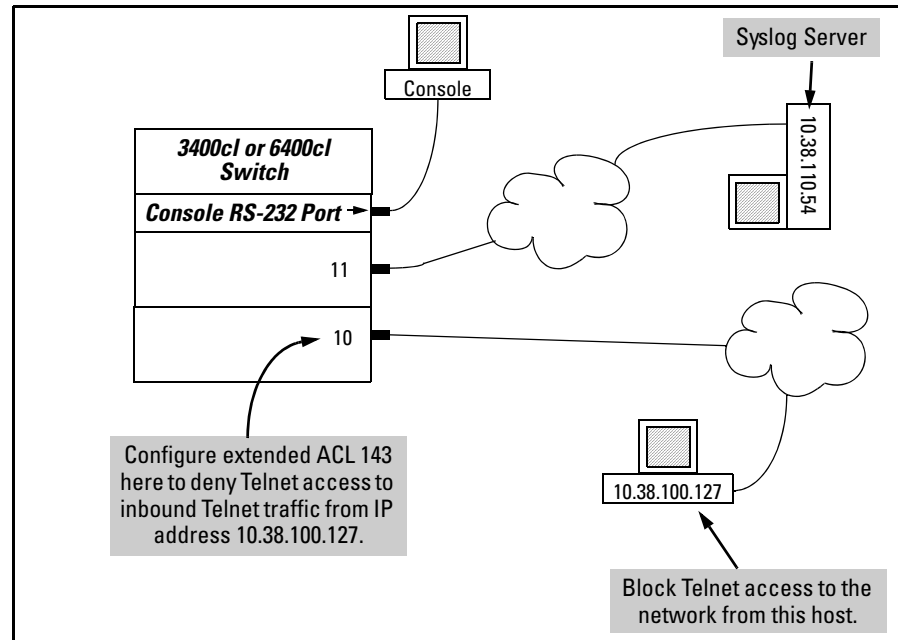 Console
Syslog Server
10.38.110.54
3400cl or 6400cl
Switch
Console RS-232 Port
11
10
Configure extended ACL 143
here to deny Telnet access to
inbound Telnet traffic from IP
address 10.38.100.127.
10.38.100.127
Block Telnet access to the
network from this host.